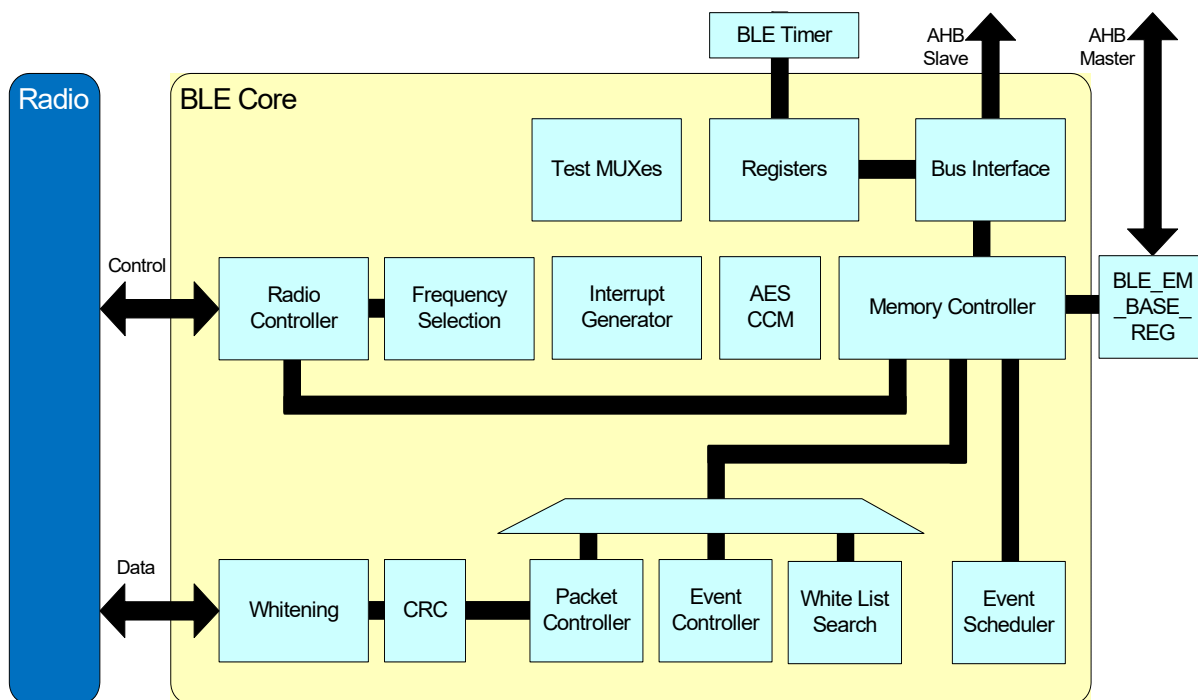 BLE Timer
AHB
Slave
AHB
Master
Radio
BLE Core
Test MUXes
Registers
Bus Interface
Control
Radio
Controller
Frequency
Selection
Interrupt
Generator
AES
CCM
Memory Controller
BLE_EM
_BASE_
REG
Data
Whitening
CRC
Packet
Controller
Event
Controller
White List
Search
Event
Scheduler